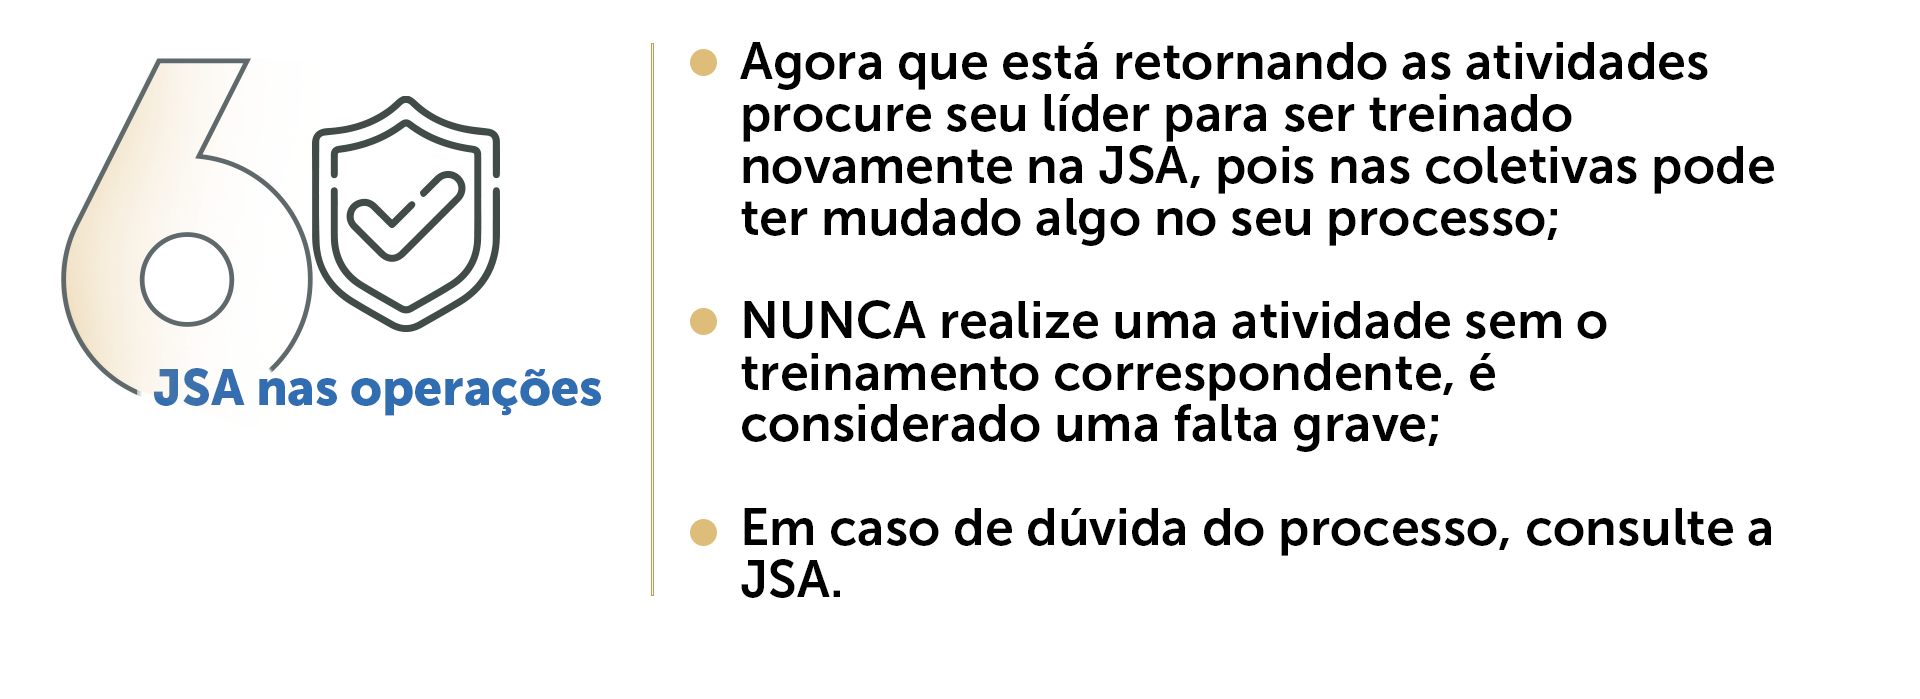 6
JSA nas operações
Agora que está retornando as atividades
procure seu líder para ser treinado
novamente na JSA, pois nas coletivas pode
ter mudado algo no seu processo;
NUNCA realize uma atividade sem o
treinamento correspondente, é
considerado uma falta grave;
Em caso de dúvida do processo, consulte a
JSA.